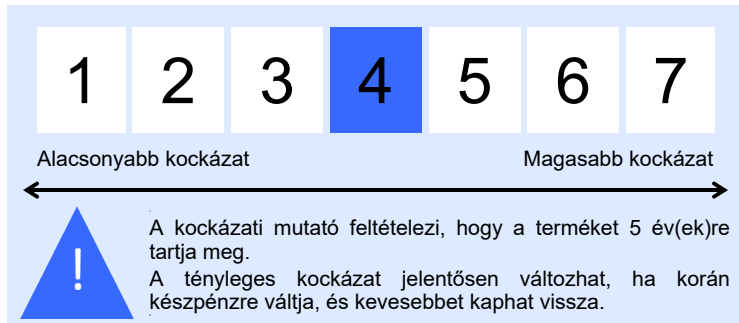 1 2 3 4 5 6 7
Alacsonyabb kockázat Magasabb kockázat
! A kockázati mutató feltételezi, hogy a terméket 5 év(ek)re
tartja meg.
A tényleges kockázat jelentősen változhat, ha korán
készpénzre váltja, és kevesebbet kaphat vissza.